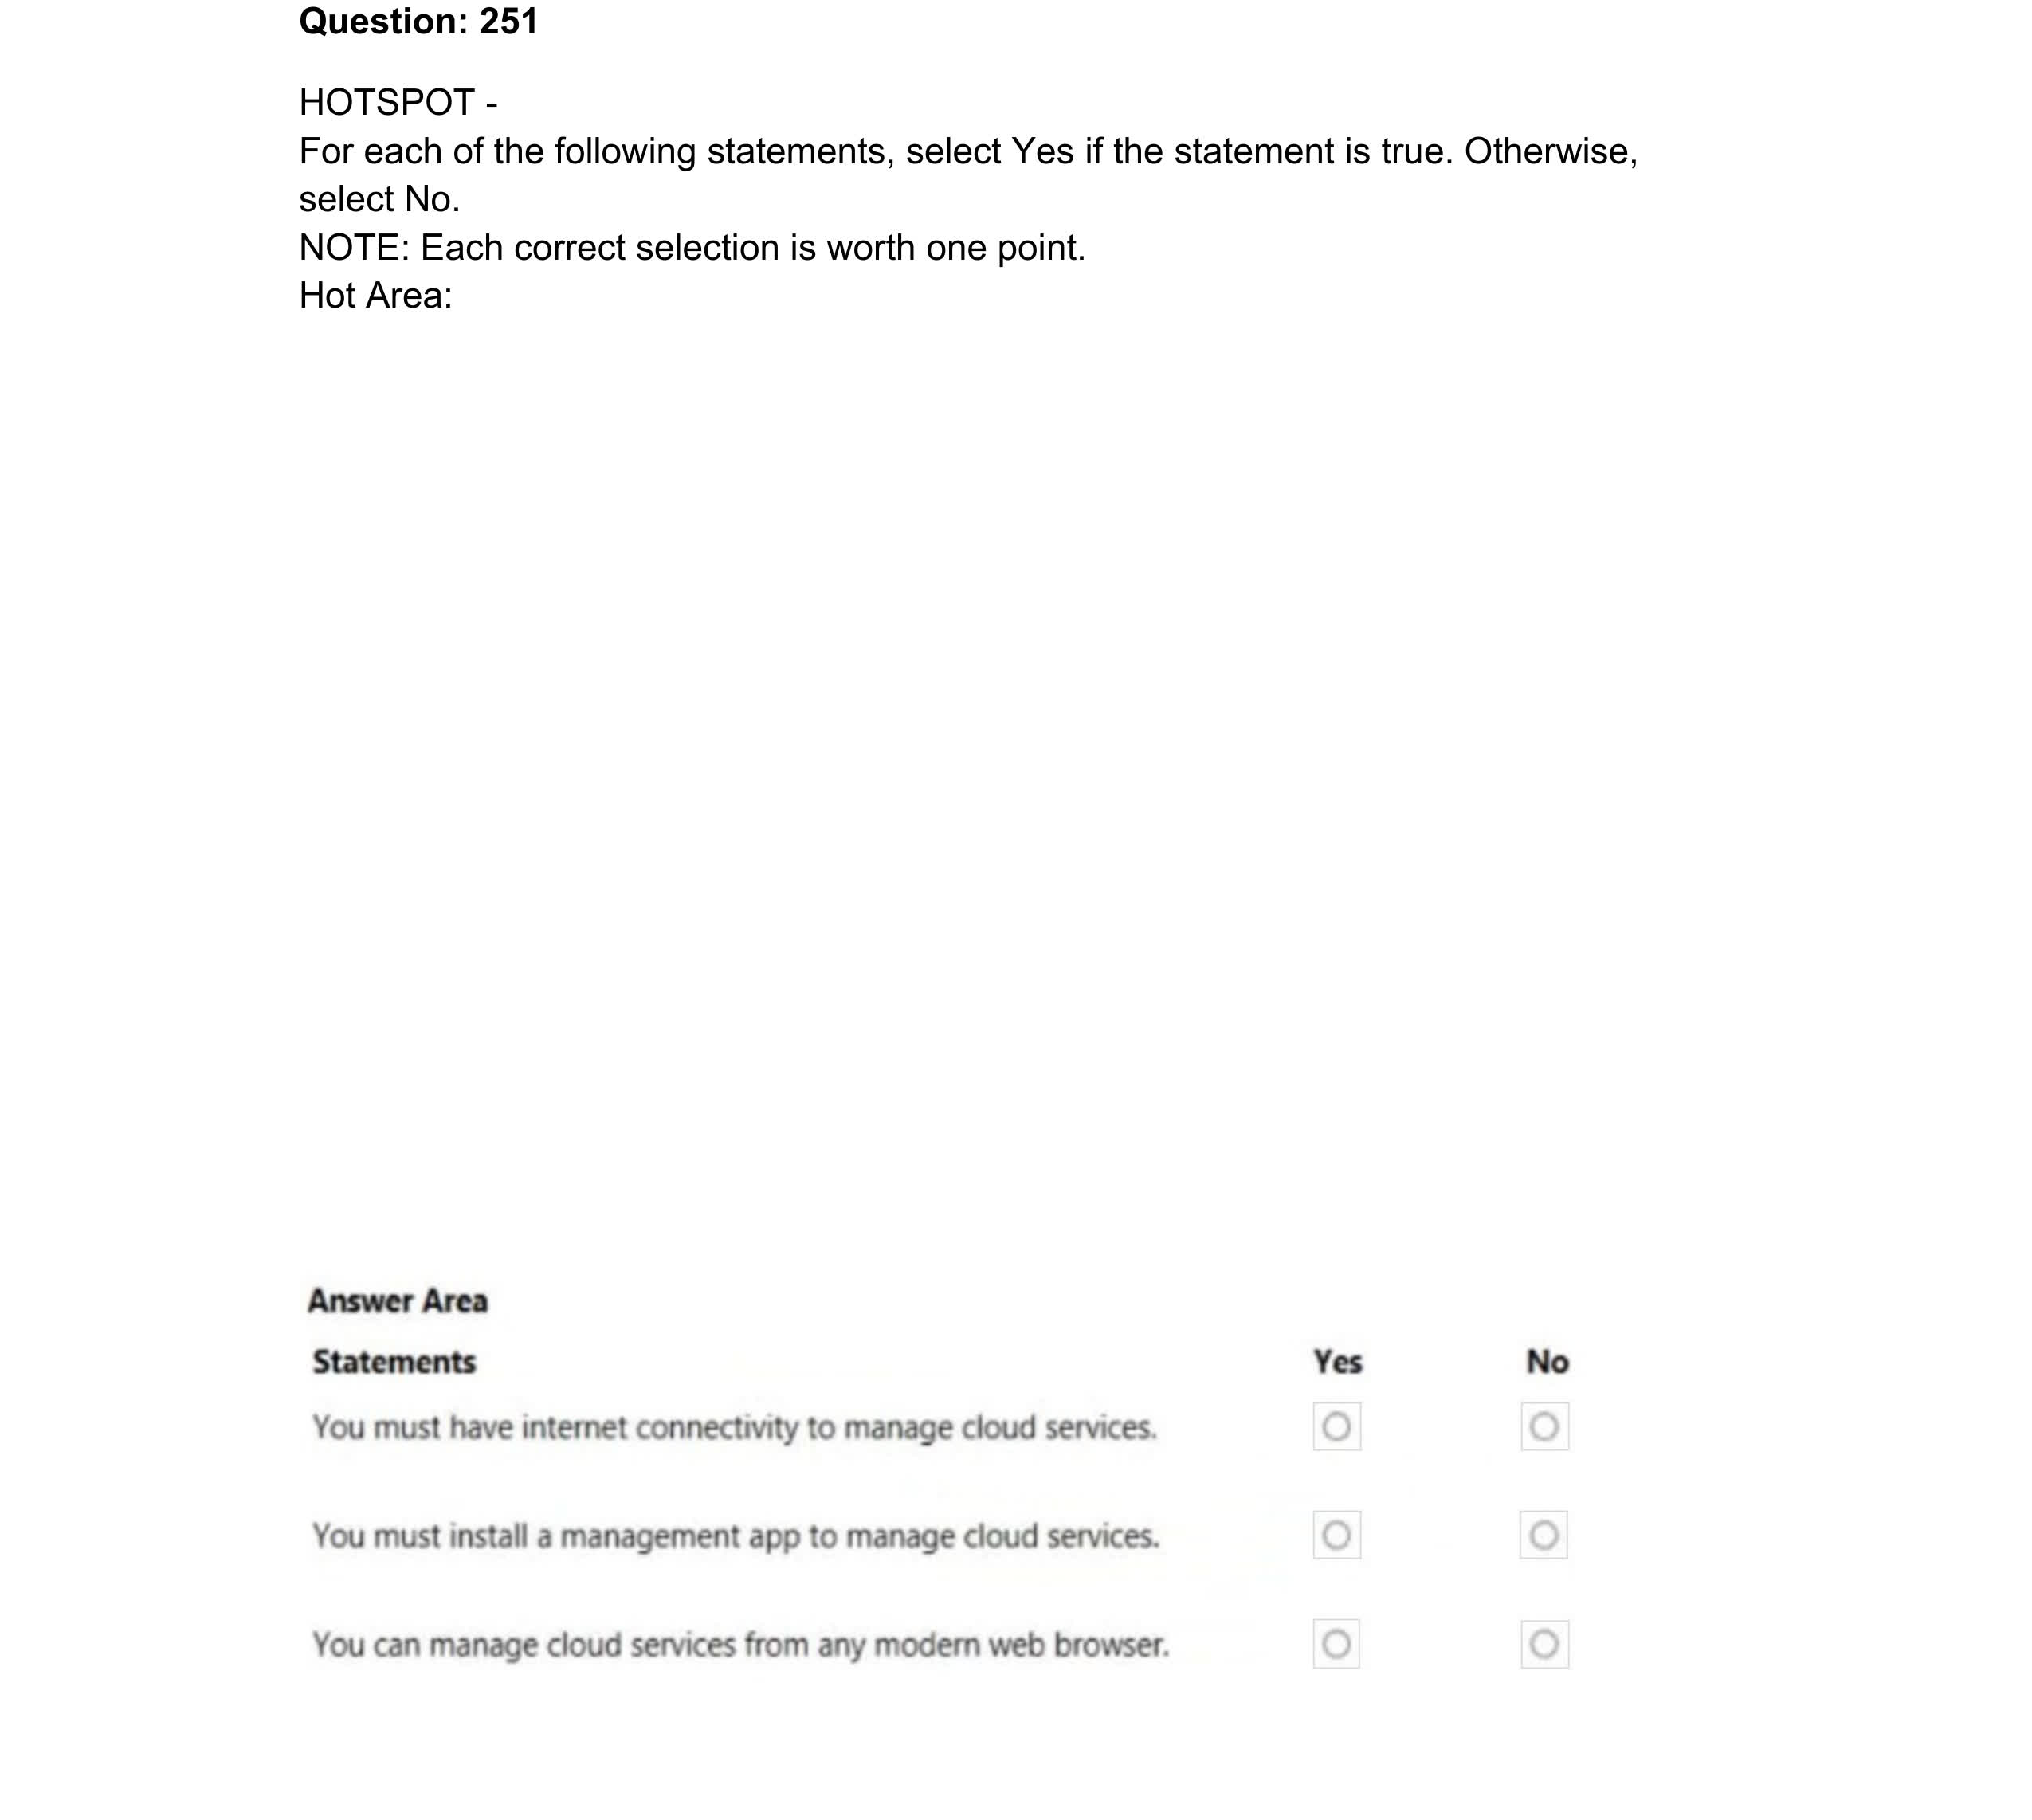 Question: 251
HOTSPOT -
For each of the following statements, select Yes if the statement is true. Otherwise,
select No.
NOTE: Each correct selection is worth one point.
Hot Area:
Answer Area
Statements Yes No
You must have internet connectivity to manage cloud services.
You must install a management app to manage cloud services.
You can manage cloud services from any modern web browser.